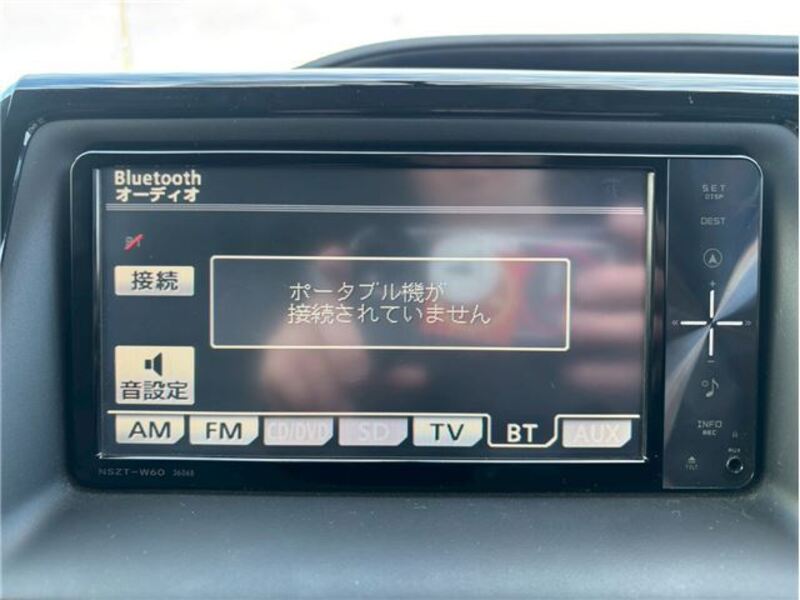 Bluetooth
オーディオ
BT
接続
ポータブル機が
接続されていません
音設定
AM FM CD/DVD SD TV BT AUX
NSZT-W60 36068
SET
DISP
DEST
+
−
INFO
REC
AUX
TILT